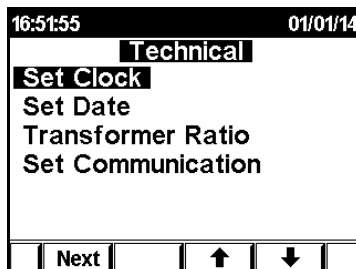 16:51:55 01/01/14
Technical
Set Clock
Set Date
Transformer Ratio
Set Communication
Next ↑ ↓